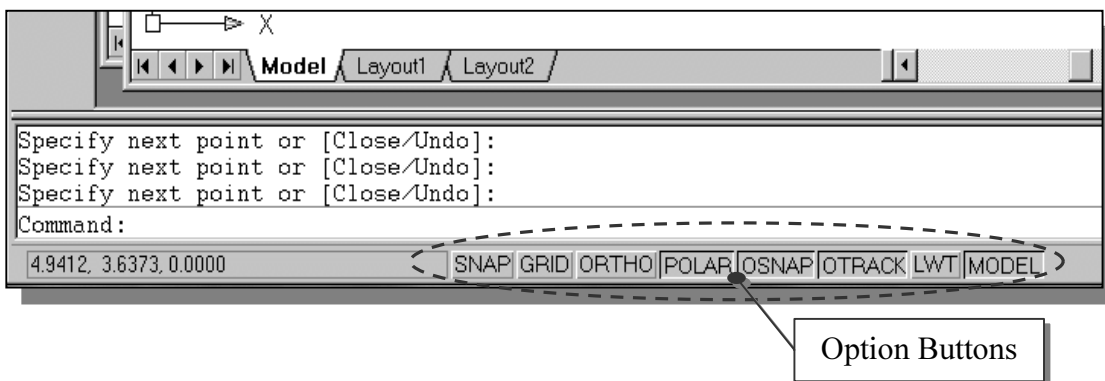 X
Model Layout1 Layout2
Specify next point or [Close/Undo]:
Specify next point or [Close/Undo]:
Specify next point or [Close/Undo]:
Command:
4.9412, 3.6373, 0.0000 SNAP GRID ORTHO POLAR OSNAP OTRACK LWT MODEL
Option Buttons